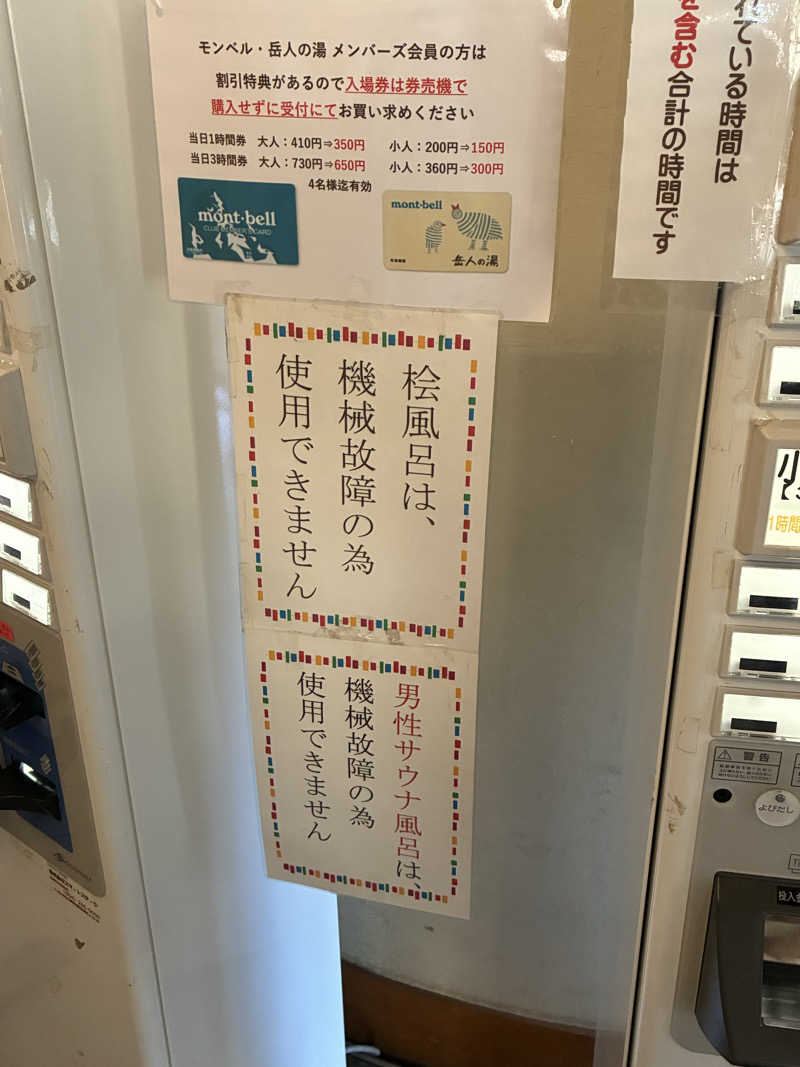 モンベル・岳人の湯 メンバーズ会員の方は
割引特典があるので入場券は券売機で
購入せずに受付にてお買い求めください
当日1時間券 大人:410円⇒350円 小人:200円⇒150円
当日3時間券 大人:730円⇒650円 小人:360円⇒300円
4名様迄有効
mont-bell
CLUB MEMBER'S CARD
mont-bell
岳人の湯
れている時間は
を含む合計の時間です
桧風呂は、
機械故障の為
使用できません
男性サウナ風呂は、
機械故障の為
使用できません
小
1時間
警告
よびだし